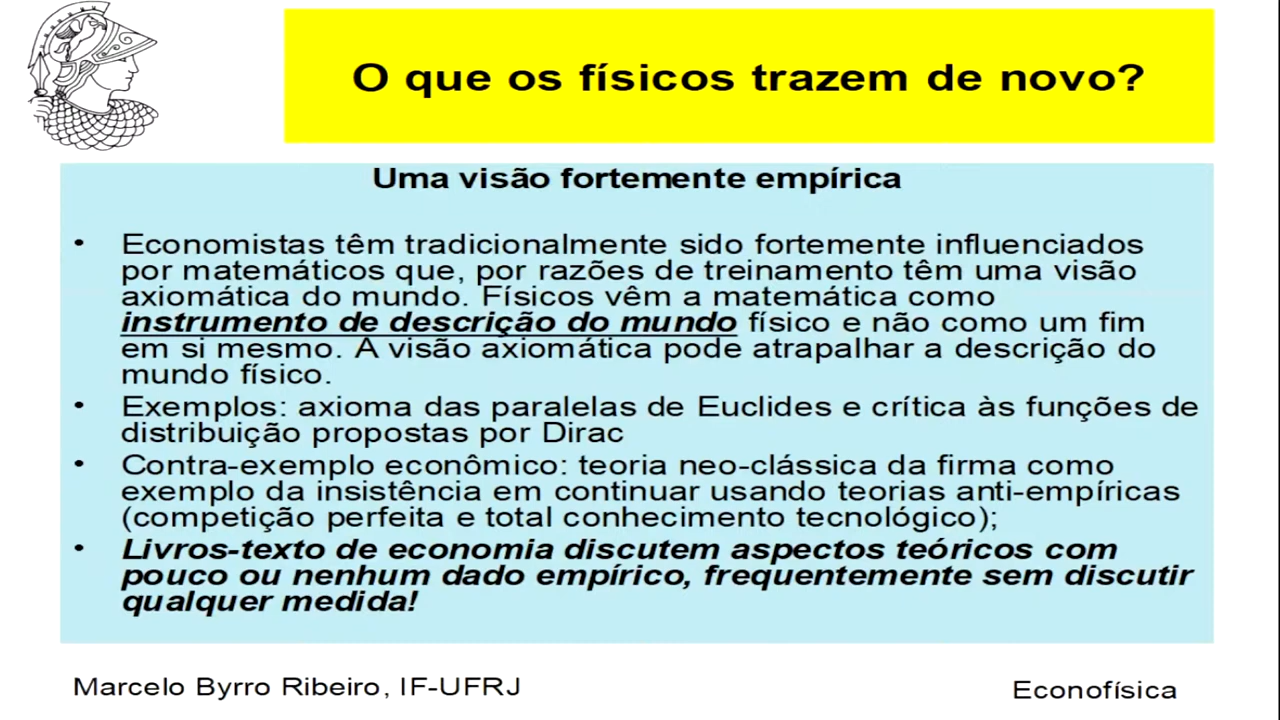 O que os físicos trazem de novo?
Uma visão fortemente empírica
• Economistas têm tradicionalmente sido fortemente influenciados
por matemáticos que, por razões de treinamento têm uma visão
axiomática do mundo. Físicos vêm a matemática como
instrumento de descrição do mundo físico e não como um fim
em si mesmo. A visão axiomática pode atrapalhar a descrição do
mundo físico.
• Exemplos: axioma das paralelas de Euclides e crítica às funções de
distribuição propostas por Dirac
• Contra-exemplo econômico: teoria neo-clássica da firma como
exemplo da insistência em continuar usando teorias anti-empíricas
(competição perfeita e total conhecimento tecnológico);
• Livros-texto de economia discutem aspectos teóricos com
pouco ou nenhum dado empírico, frequentemente sem discutir
qualquer medida!
Marcelo Byrro Ribeiro, IF-UFRJ
Econofísica